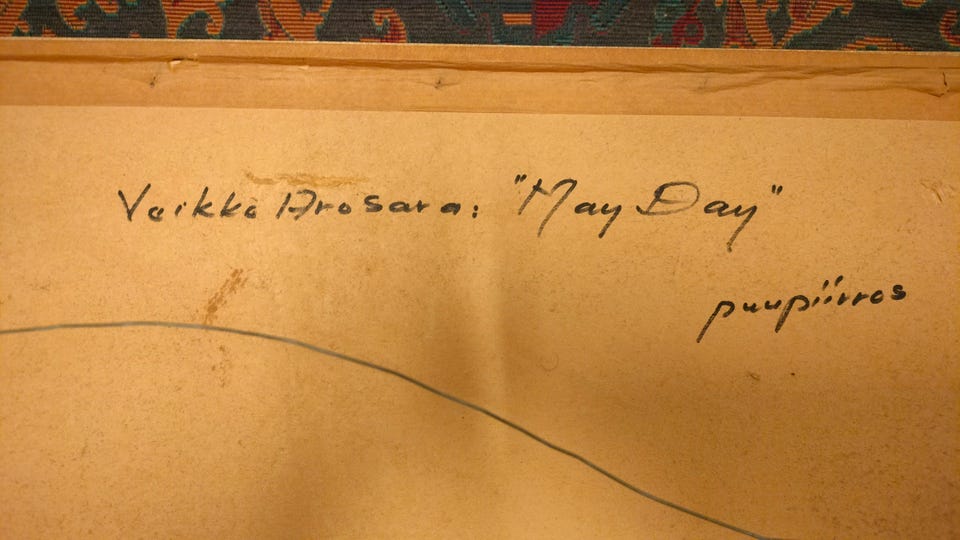 Veikko Arosara: "May Day"
puupiirros